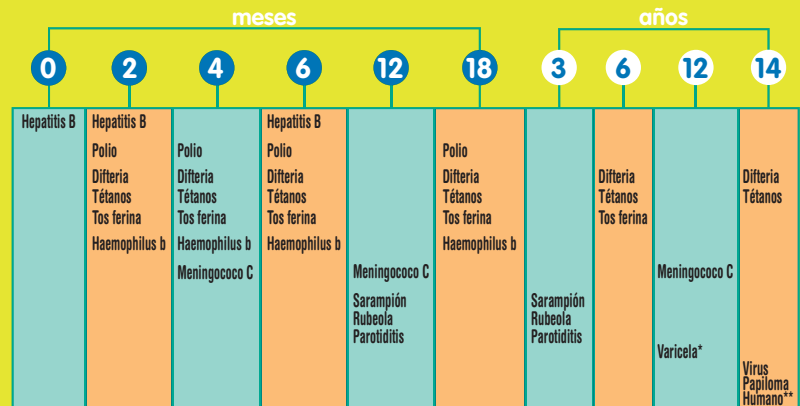 meses
años
0
2
4
6
12
18
3
6
12
14
Hepatitis B
Hepatitis B
Polio
Difteria
Tétanos
Tos ferina
Haemophilus b
Polio
Difteria
Tétanos
Tos ferina
Haemophilus b
Meningococo C
Hepatitis B
Polio
Difteria
Tétanos
Tos ferina
Haemophilus b
Meningococo C
Sarampión
Rubeola
Parotiditis
Polio
Difteria
Tétanos
Tos ferina
Haemophilus b
Sarampión
Rubeola
Parotiditis
Difteria
Tétanos
Tos ferina
Meningococo C
Varicela*
Difteria
Tétanos
Virus
Papiloma
Humano**